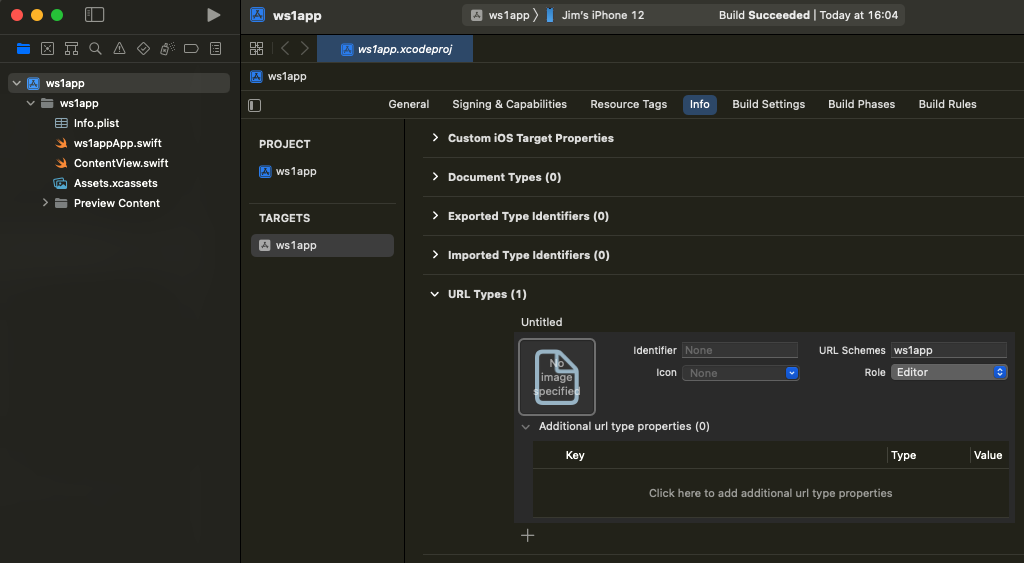 ws1app
ws1app 〉 Jim's iPhone 12
Build Succeeded | Today at 16:04
ws1app.xcodeproj
ws1app
ws1app
ws1app
Info.plist
ws1appApp.swift
ContentView.swift
Assets.xcassets
Preview Content
General Signing & Capabilities Resource Tags Info Build Settings Build Phases Build Rules
PROJECT
ws1app
TARGETS
ws1app
Custom iOS Target Properties
Document Types (0)
Exported Type Identifiers (0)
Imported Type Identifiers (0)
URL Types (1)
Untitled
No
image
specified
Identifier None URL Schemes ws1app
Icon None Role Editor
Additional url type properties (0)
Key Type Value
Click here to add additional url type properties